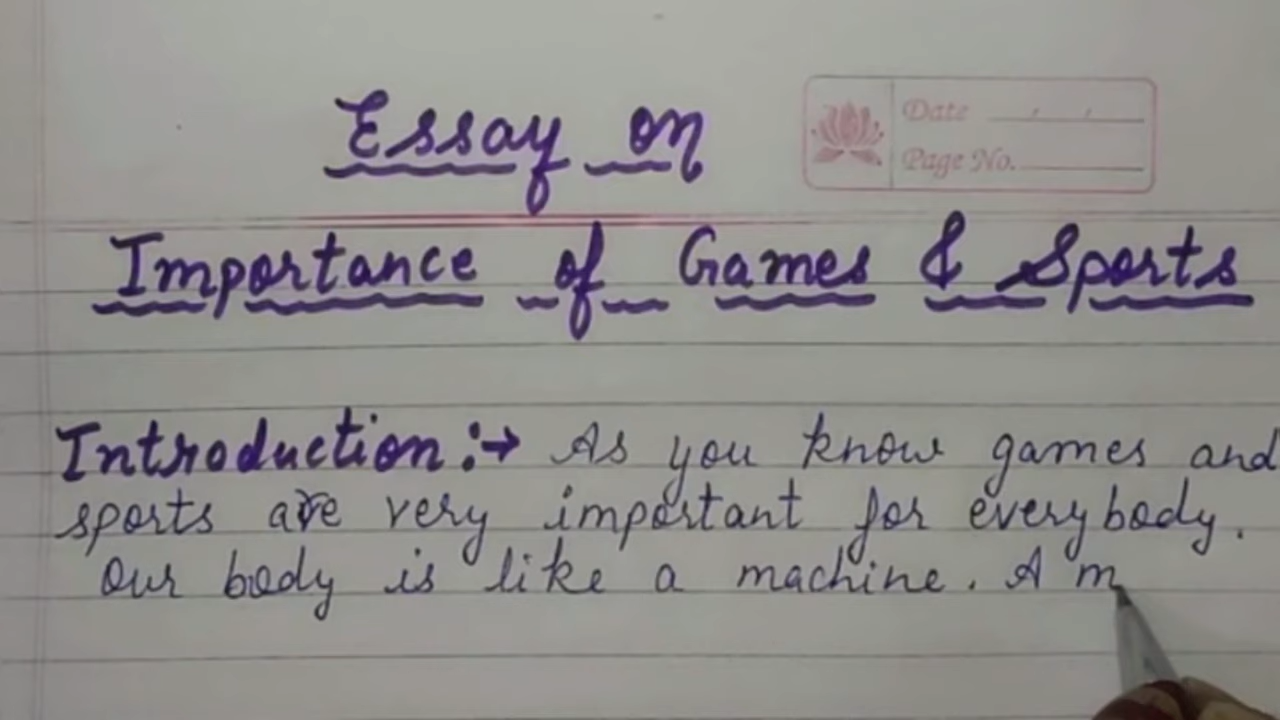 Essay on
Date
Page No.
Importance of Games & Sports
Introduction :→ As you know games and
sports are very important for everybody.
Our body is like a machine. A m